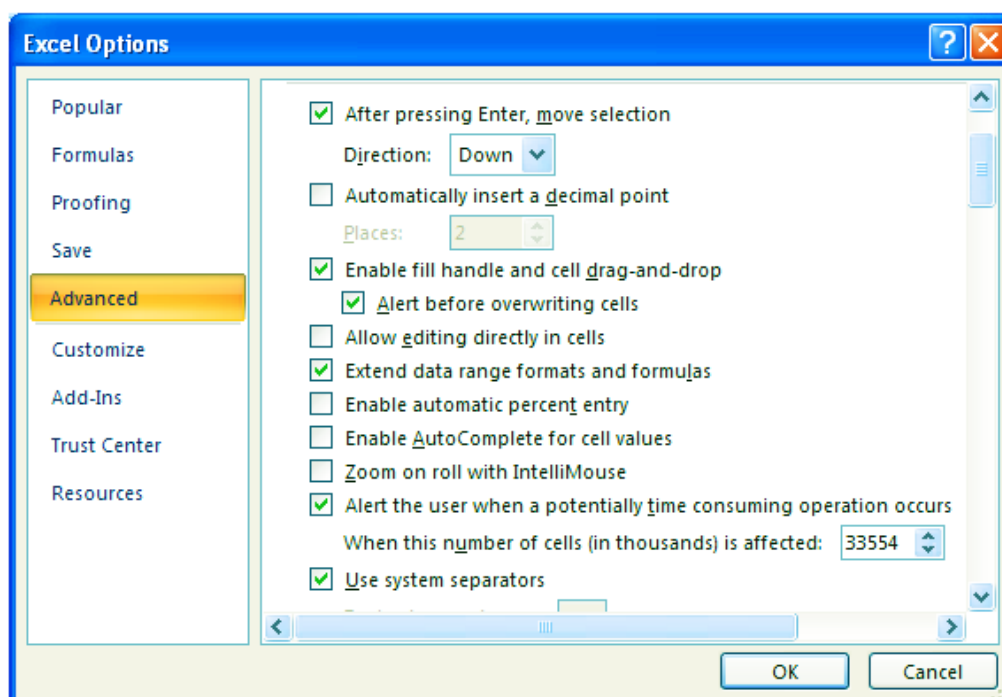 Excel Options
Popular
Formulas
Proofing
Save
Advanced
Customize
Add-Ins
Trust Center
Resources
After pressing Enter, move selection
Direction: Down
Automatically insert a decimal point
Places: 2
Enable fill handle and cell drag-and-drop
Alert before overwriting cells
Allow editing directly in cells
Extend data range formats and formulas
Enable automatic percent entry
Enable AutoComplete for cell values
Zoom on roll with IntelliMouse
Alert the user when a potentially time consuming operation occurs
When this number of cells (in thousands) is affected: 33554
Use system separators
OK Cancel